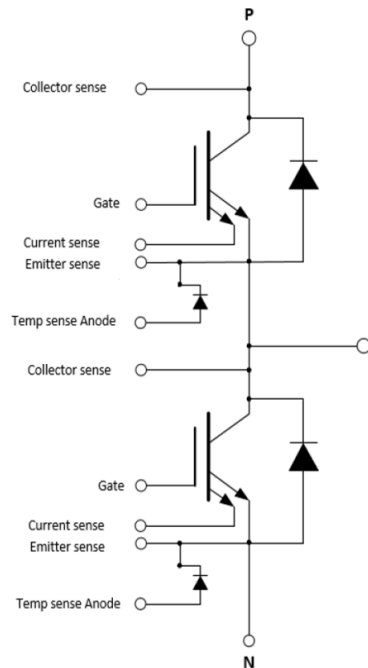 P
Collector sense
Gate
Current sense
Emitter sense
Temp sense Anode
Collector sense
Gate
Current sense
Emitter sense
Temp sense Anode
N